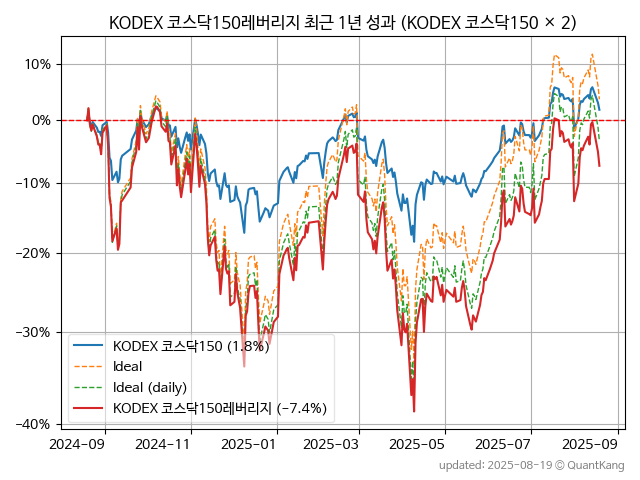 KODEX 코스닥150레버리지 최근 1년 성과 (KODEX 코스닥150 × 2)
10%
0%
−10%
−20%
−30%
−40%
KODEX 코스닥150 (1.8%)
Ideal
Ideal (daily)
KODEX 코스닥150레버리지 (−7.4%)
2024-09 2024-11 2025-01 2025-03 2025-05 2025-07 2025-09
updated: 2025-08-19 © QuantKang